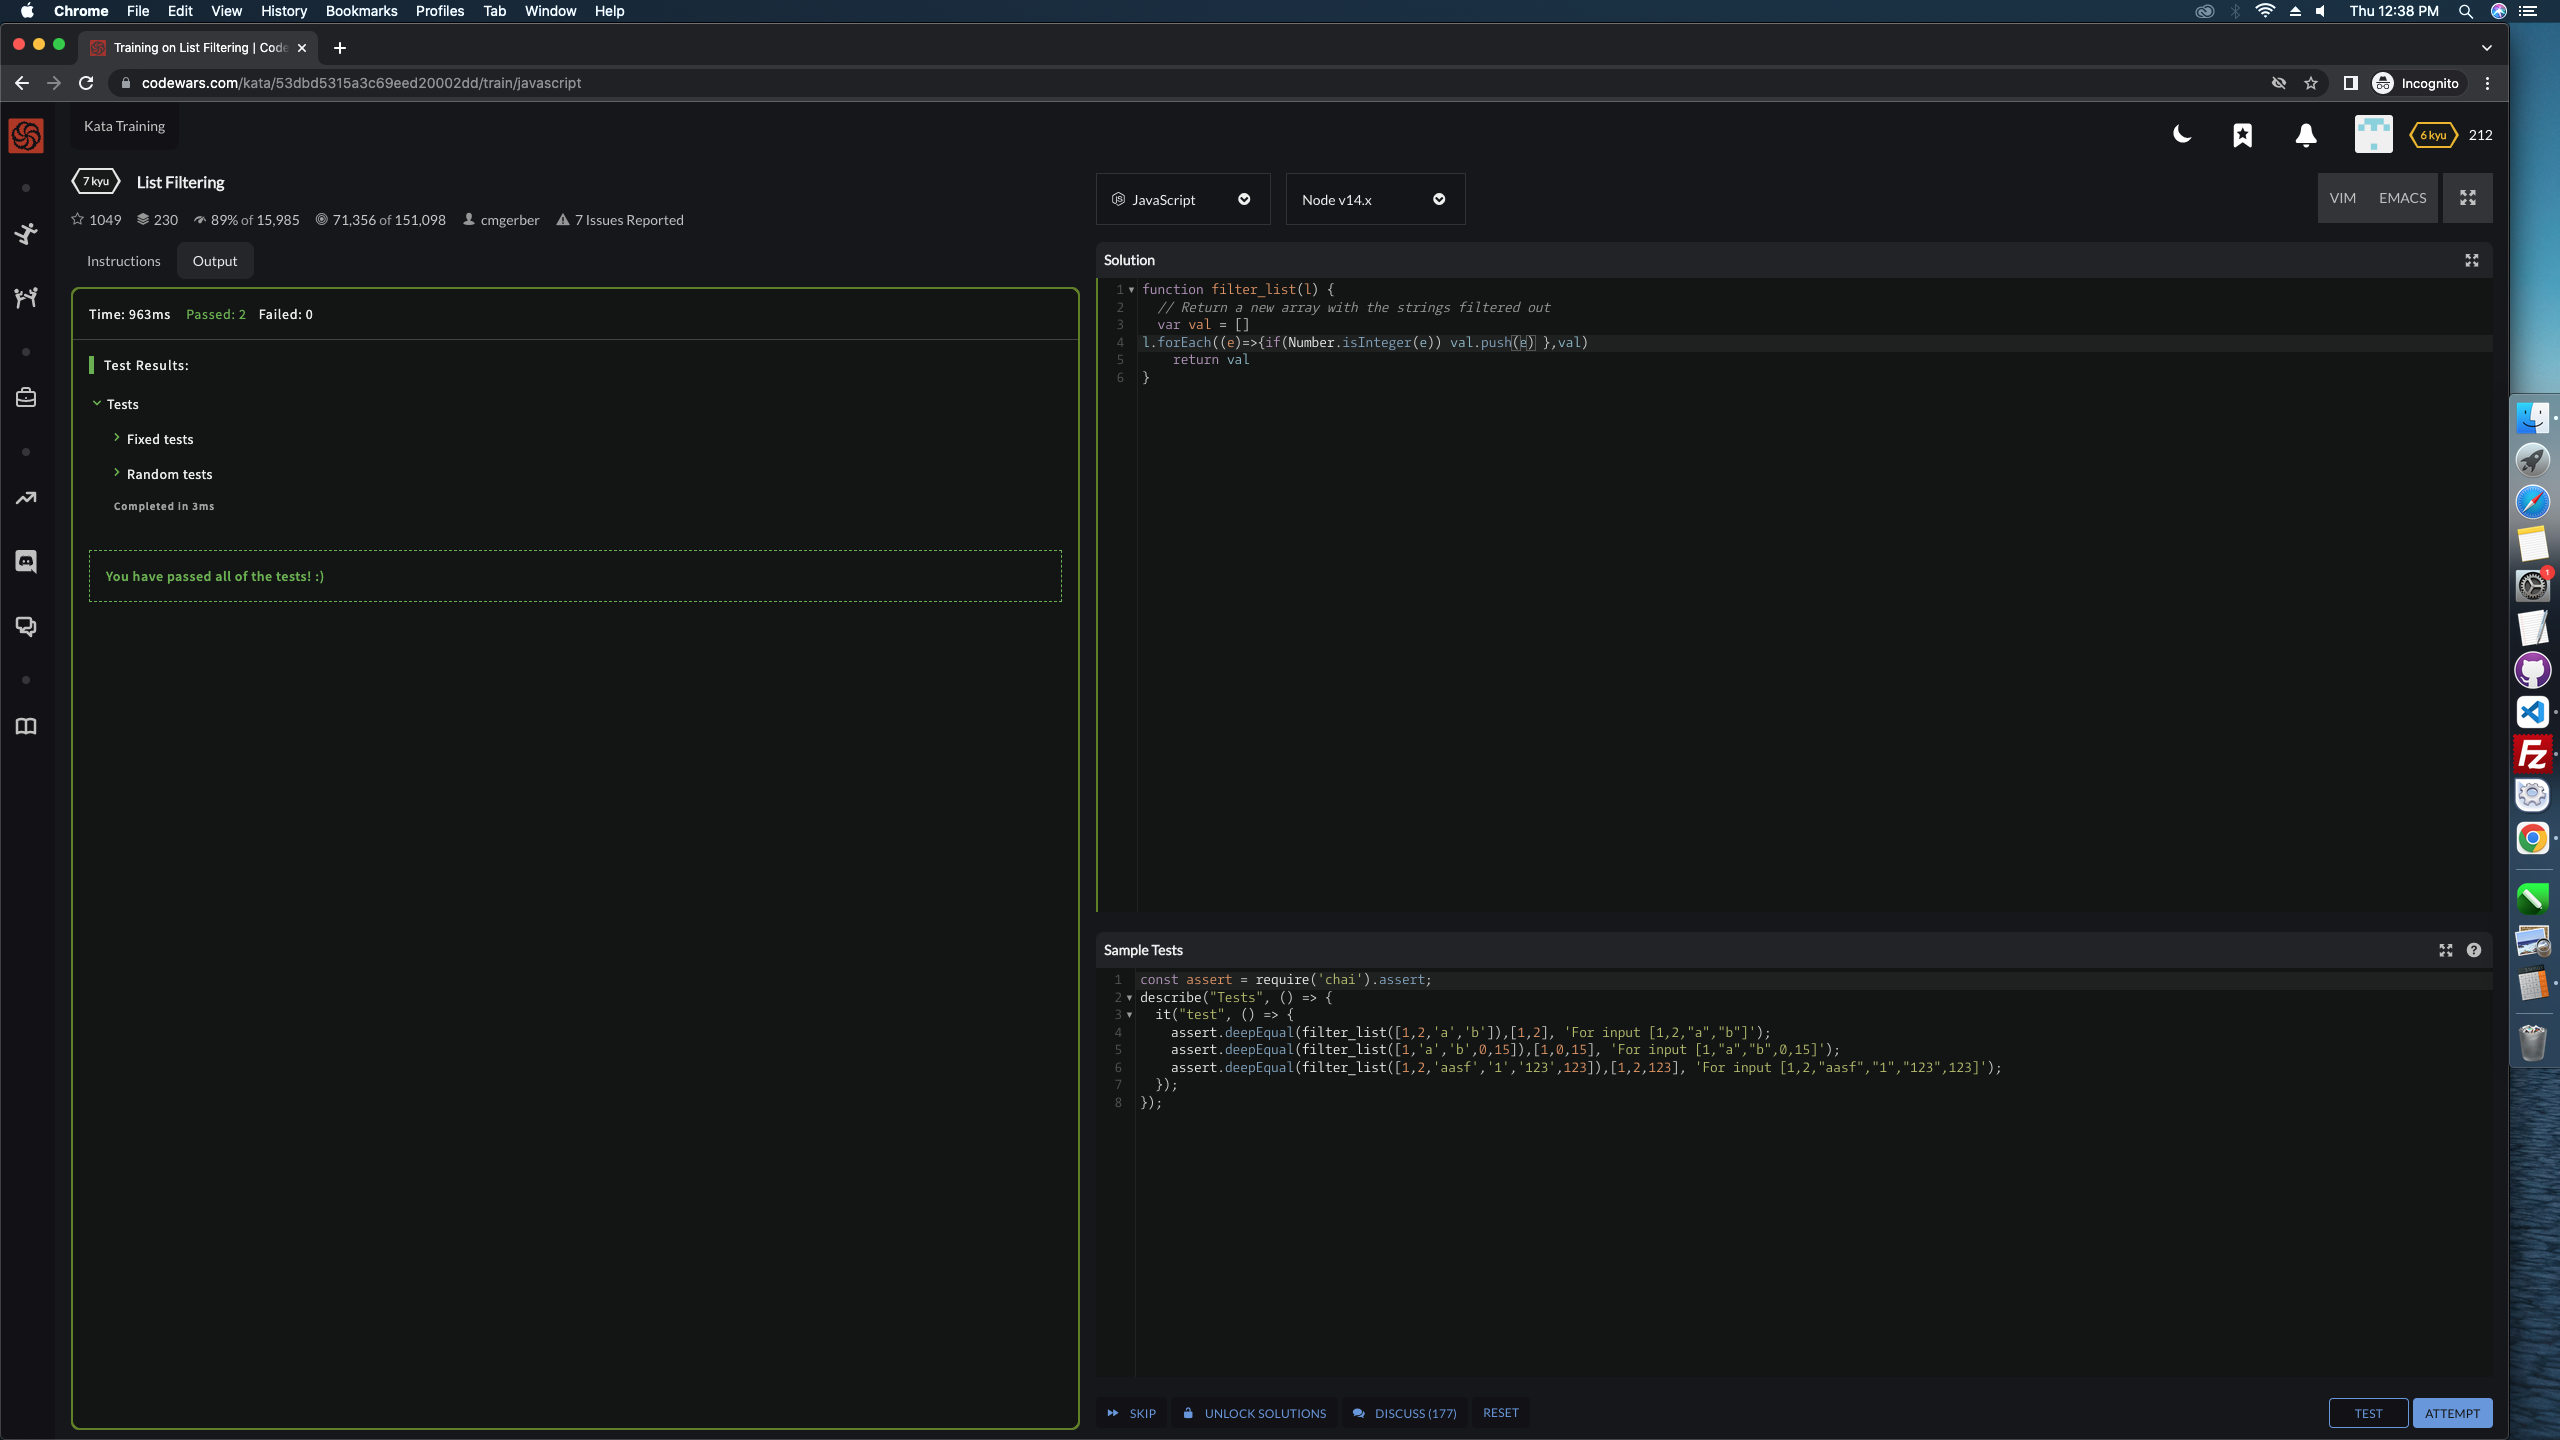 Chrome File Edit View History Bookmarks Profiles Tab Window Help
Thu 12:38 PM
Training on List Filtering | Code
codewars.com/kata/53dbd5315a3c69eed20002dd/train/javascript
Incognito
Kata Training
6 kyu 212
7 kyu List Filtering
1049 230 89% of 15,985 71,356 of 151,098 cmgerber 7 Issues Reported
JavaScript
Node v14.x
VIM EMACS
Instructions Output
Time: 963ms Passed: 2 Failed: 0
Test Results:
Tests
Fixed tests
Random tests
Completed in 3ms
You have passed all of the tests! :)
Solution
1 function filter_list(l) {
2 // Return a new array with the strings filtered out
3 var val = []
4 l.forEach((e)=>{if(Number.isInteger(e)) val.push(e) },val)
5 return val
6 }
Sample Tests
1 const assert = require('chai').assert;
2 describe("Tests", () => {
3 it("test", () => {
4 assert.deepEqual(filter_list([1,2,'a','b']),[1,2], 'For input [1,2,"a","b"]');
5 assert.deepEqual(filter_list([1,'a','b',0,15]),[1,0,15], 'For input [1,"a","b",0,15]');
6 assert.deepEqual(filter_list([1,2,'aasf','1','123',123]),[1,2,123], 'For input [1,2,"aasf","1","123",123]');
7 });
8 });
SKIP UNLOCK SOLUTIONS DISCUSS (177) RESET
TEST ATTEMPT
1
Fz